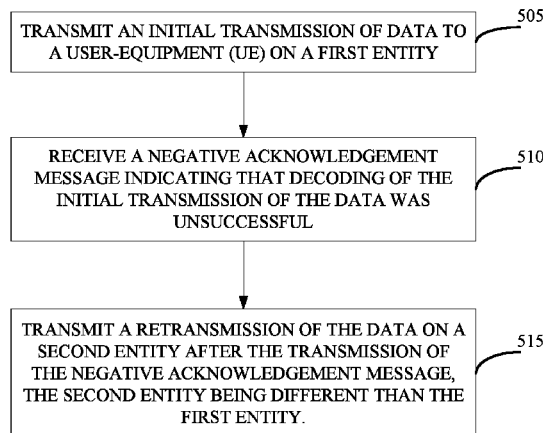 505
TRANSMIT AN INITIAL TRANSMISSION OF DATA TO
A USER-EQUIPMENT (UE) ON A FIRST ENTITY
510
RECEIVE A NEGATIVE ACKNOWLEDGEMENT
MESSAGE INDICATING THAT DECODING OF THE
INITIAL TRANSMISSION OF THE DATA WAS
UNSUCCESSFUL
515
TRANSMIT A RETRANSMISSION OF THE DATA ON A
SECOND ENTITY AFTER THE TRANSMISSION OF
THE NEGATIVE ACKNOWLEDGEMENT MESSAGE,
THE SECOND ENTITY BEING DIFFERENT THAN THE
FIRST ENTITY.